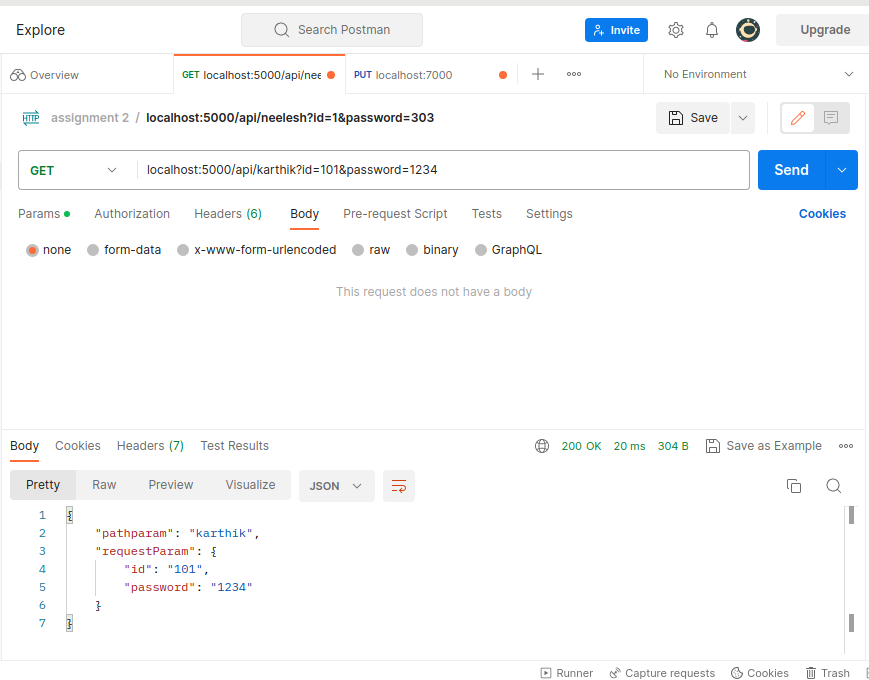 Explore Search Postman Invite Upgrade
Overview GET localhost:5000/api/nee PUT localhost:7000 No Environment
HTTP assignment 2 / localhost:5000/api/neelesh?id=1&password=303 Save
GET localhost:5000/api/karthik?id=101&password=1234 Send
Params Authorization Headers (6) Body Pre-request Script Tests Settings Cookies
none form-data x-www-form-urlencoded raw binary GraphQL
This request does not have a body
Body Cookies Headers (7) Test Results 200 OK 20 ms 304 B Save as Example
Pretty Raw Preview Visualize JSON
1 {
2 "pathparam": "karthik",
3 "requestParam": {
4 "id": "101",
5 "password": "1234"
6 }
7 }
Runner Capture requests Cookies Trash